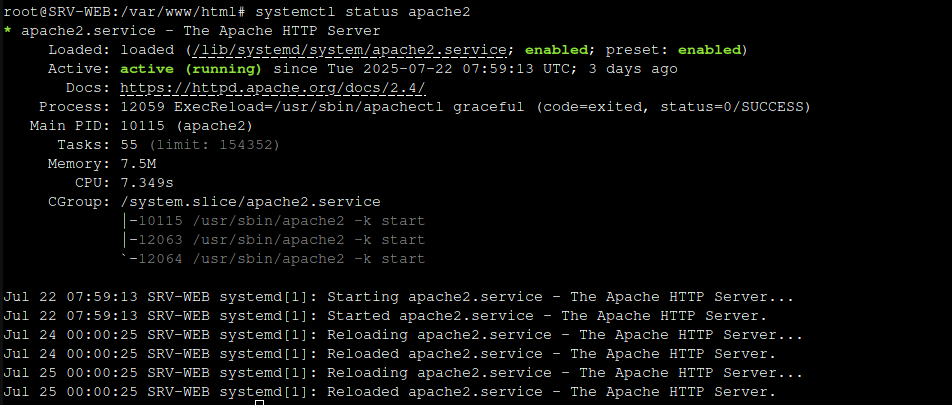 root@SRV-WEB:/var/www/html# systemctl status apache2
* apache2.service - The Apache HTTP Server
     Loaded: loaded (/lib/systemd/system/apache2.service; enabled; preset: enabled)
     Active: active (running) since Tue 2025-07-22 07:59:13 UTC; 3 days ago
       Docs: https://httpd.apache.org/docs/2.4/
    Process: 12059 ExecReload=/usr/sbin/apachectl graceful (code=exited, status=0/SUCCESS)
   Main PID: 10115 (apache2)
      Tasks: 55 (limit: 154352)
     Memory: 7.5M
        CPU: 7.349s
     CGroup: /system.slice/apache2.service
             |-10115 /usr/sbin/apache2 -k start
             |-12063 /usr/sbin/apache2 -k start
             `-12064 /usr/sbin/apache2 -k start

Jul 22 07:59:13 SRV-WEB systemd[1]: Starting apache2.service - The Apache HTTP Server...
Jul 22 07:59:13 SRV-WEB systemd[1]: Started apache2.service - The Apache HTTP Server.
Jul 24 00:00:25 SRV-WEB systemd[1]: Reloading apache2.service - The Apache HTTP Server...
Jul 24 00:00:25 SRV-WEB systemd[1]: Reloaded apache2.service - The Apache HTTP Server.
Jul 25 00:00:25 SRV-WEB systemd[1]: Reloading apache2.service - The Apache HTTP Server...
Jul 25 00:00:25 SRV-WEB systemd[1]: Reloaded apache2.service - The Apache HTTP Server.